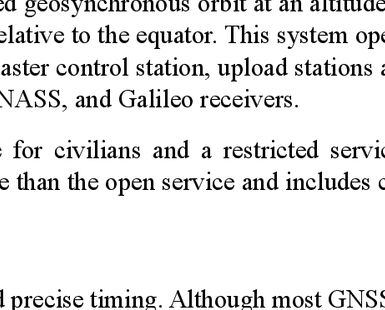 ed geosynchronous orbit at an altitude
elative to the equator. This system ope
aster control station, upload stations a
NASS, and Galileo receivers.
e for civilians and a restricted servic
e than the open service and includes c
d precise timing. Although most GNSS